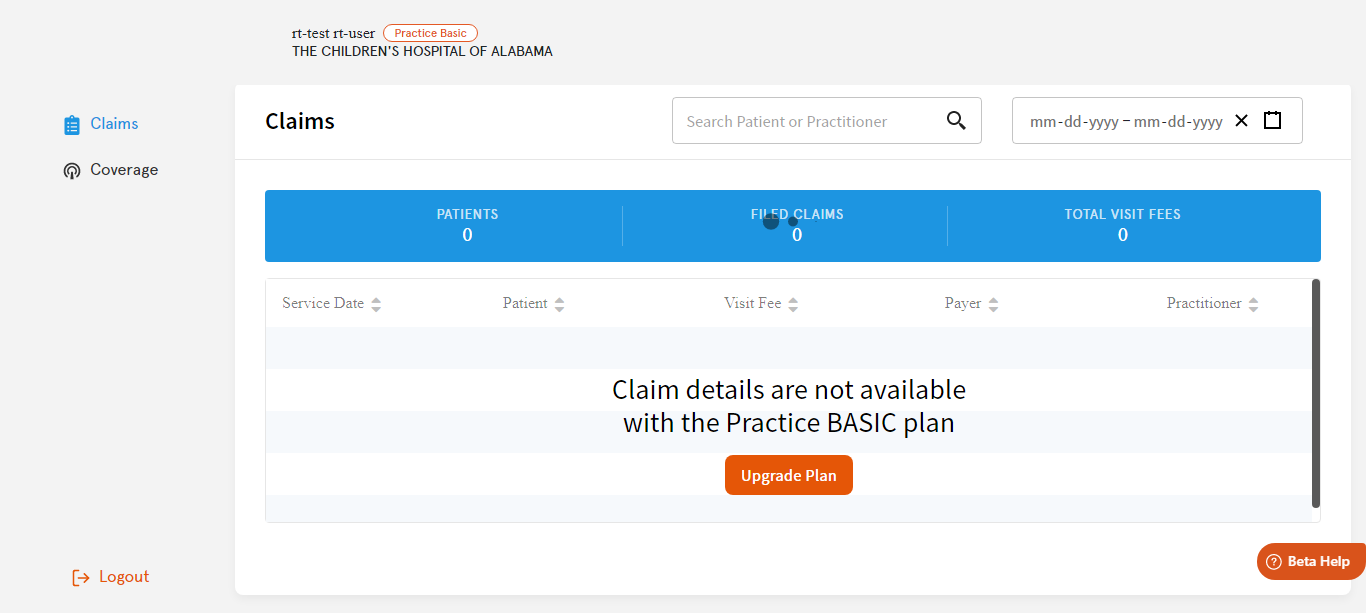 rt-test rt-user Practice Basic
THE CHILDREN'S HOSPITAL OF ALABAMA
Claims
Coverage
Logout
Claims
Search Patient or Practitioner
mm-dd-yyyy – mm-dd-yyyy
PATIENTS
0
FILED CLAIMS
0
TOTAL VISIT FEES
0
Service Date Patient Visit Fee Payer Practitioner
Claim details are not available
with the Practice BASIC plan
Upgrade Plan
Beta Help